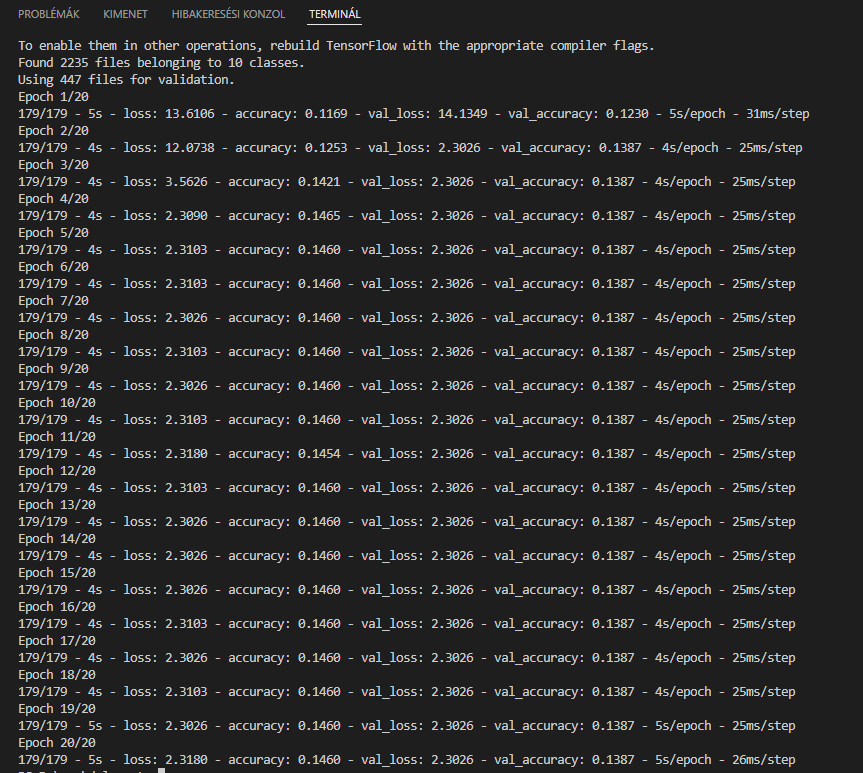 PROBLÉMÁK KIMENET HIBAKERESÉSI KONZOL TERMINÁL
To enable them in other operations, rebuild TensorFlow with the appropriate compiler flags.
Found 2235 files belonging to 10 classes.
Using 447 files for validation.
Epoch 1/20
179/179 - 5s - loss: 13.6106 - accuracy: 0.1169 - val_loss: 14.1349 - val_accuracy: 0.1230 - 5s/epoch - 31ms/step
Epoch 2/20
179/179 - 4s - loss: 12.0738 - accuracy: 0.1253 - val_loss: 2.3026 - val_accuracy: 0.1387 - 4s/epoch - 25ms/step
Epoch 3/20
179/179 - 4s - loss: 3.5626 - accuracy: 0.1421 - val_loss: 2.3026 - val_accuracy: 0.1387 - 4s/epoch - 25ms/step
Epoch 4/20
179/179 - 4s - loss: 2.3090 - accuracy: 0.1465 - val_loss: 2.3026 - val_accuracy: 0.1387 - 4s/epoch - 25ms/step
Epoch 5/20
179/179 - 4s - loss: 2.3103 - accuracy: 0.1460 - val_loss: 2.3026 - val_accuracy: 0.1387 - 4s/epoch - 25ms/step
Epoch 6/20
179/179 - 4s - loss: 2.3103 - accuracy: 0.1460 - val_loss: 2.3026 - val_accuracy: 0.1387 - 4s/epoch - 25ms/step
Epoch 7/20
179/179 - 4s - loss: 2.3026 - accuracy: 0.1460 - val_loss: 2.3026 - val_accuracy: 0.1387 - 4s/epoch - 25ms/step
Epoch 8/20
179/179 - 4s - loss: 2.3103 - accuracy: 0.1460 - val_loss: 2.3026 - val_accuracy: 0.1387 - 4s/epoch - 25ms/step
Epoch 9/20
179/179 - 4s - loss: 2.3026 - accuracy: 0.1460 - val_loss: 2.3026 - val_accuracy: 0.1387 - 4s/epoch - 25ms/step
Epoch 10/20
179/179 - 4s - loss: 2.3103 - accuracy: 0.1460 - val_loss: 2.3026 - val_accuracy: 0.1387 - 4s/epoch - 25ms/step
Epoch 11/20
179/179 - 4s - loss: 2.3180 - accuracy: 0.1454 - val_loss: 2.3026 - val_accuracy: 0.1387 - 4s/epoch - 25ms/step
Epoch 12/20
179/179 - 4s - loss: 2.3103 - accuracy: 0.1460 - val_loss: 2.3026 - val_accuracy: 0.1387 - 4s/epoch - 25ms/step
Epoch 13/20
179/179 - 4s - loss: 2.3026 - accuracy: 0.1460 - val_loss: 2.3026 - val_accuracy: 0.1387 - 4s/epoch - 25ms/step
Epoch 14/20
179/179 - 4s - loss: 2.3026 - accuracy: 0.1460 - val_loss: 2.3026 - val_accuracy: 0.1387 - 4s/epoch - 25ms/step
Epoch 15/20
179/179 - 4s - loss: 2.3026 - accuracy: 0.1460 - val_loss: 2.3026 - val_accuracy: 0.1387 - 4s/epoch - 25ms/step
Epoch 16/20
179/179 - 4s - loss: 2.3103 - accuracy: 0.1460 - val_loss: 2.3026 - val_accuracy: 0.1387 - 4s/epoch - 25ms/step
Epoch 17/20
179/179 - 4s - loss: 2.3026 - accuracy: 0.1460 - val_loss: 2.3026 - val_accuracy: 0.1387 - 4s/epoch - 25ms/step
Epoch 18/20
179/179 - 4s - loss: 2.3103 - accuracy: 0.1460 - val_loss: 2.3026 - val_accuracy: 0.1387 - 4s/epoch - 25ms/step
Epoch 19/20
179/179 - 5s - loss: 2.3026 - accuracy: 0.1460 - val_loss: 2.3026 - val_accuracy: 0.1387 - 5s/epoch - 25ms/step
Epoch 20/20
179/179 - 5s - loss: 2.3180 - accuracy: 0.1460 - val_loss: 2.3026 - val_accuracy: 0.1387 - 5s/epoch - 26ms/step